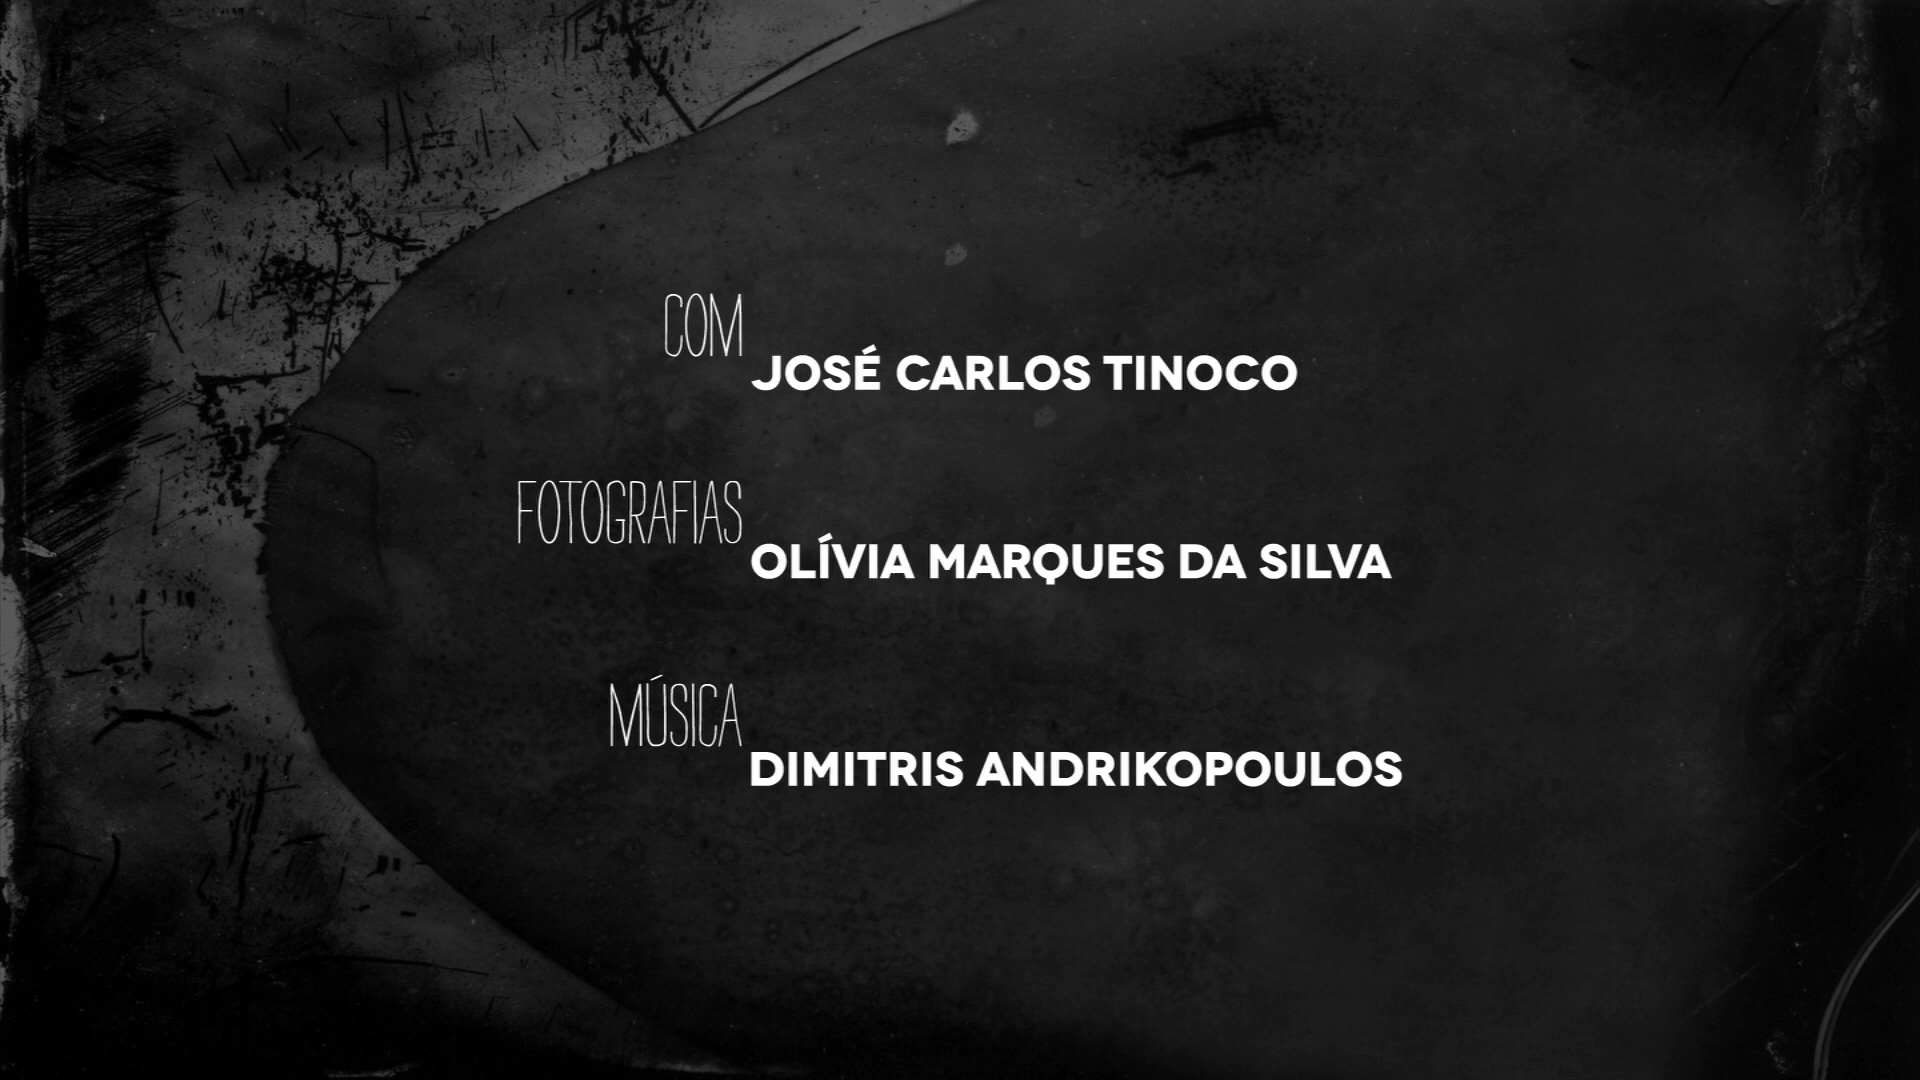 COM
JOSÉ CARLOS TINOCO
FOTOGRAFIAS
OLÍVIA MARQUES DA SILVA
MÚSICA
DIMITRIS ANDRIKOPOULOS